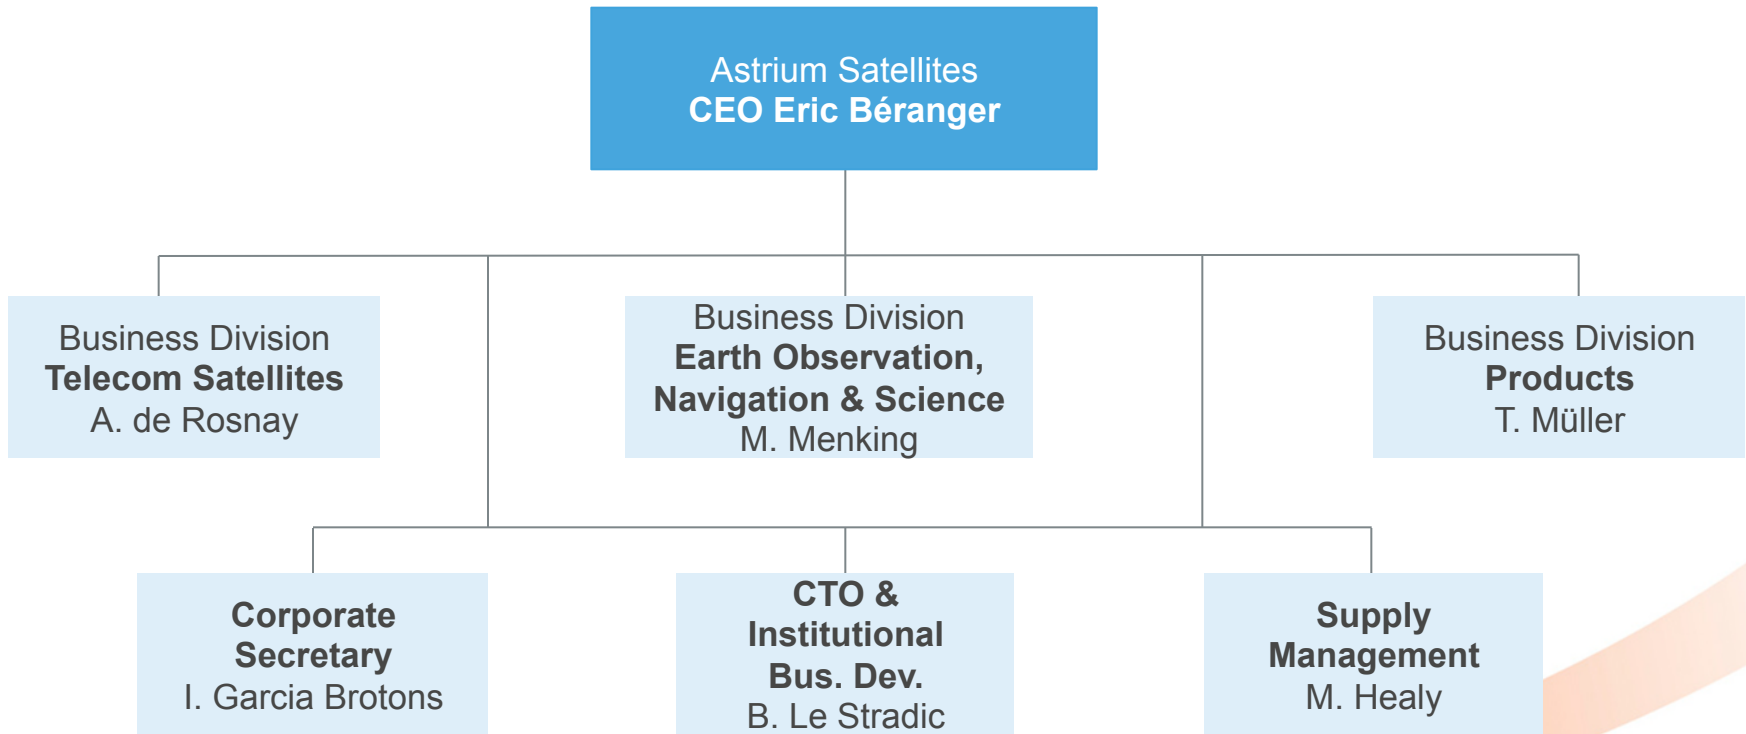 Astrium Satellites
CEO Eric Béranger
Business Division
Telecom Satellites
A. de Rosnay
Business Division
Earth Observation,
Navigation & Science
M. Menking
Business Division
Products
T. Müller
Corporate
Secretary
I. Garcia Brotons
CTO &
Institutional
Bus. Dev.
B. Le Stradic
Supply
Management
M. Healy